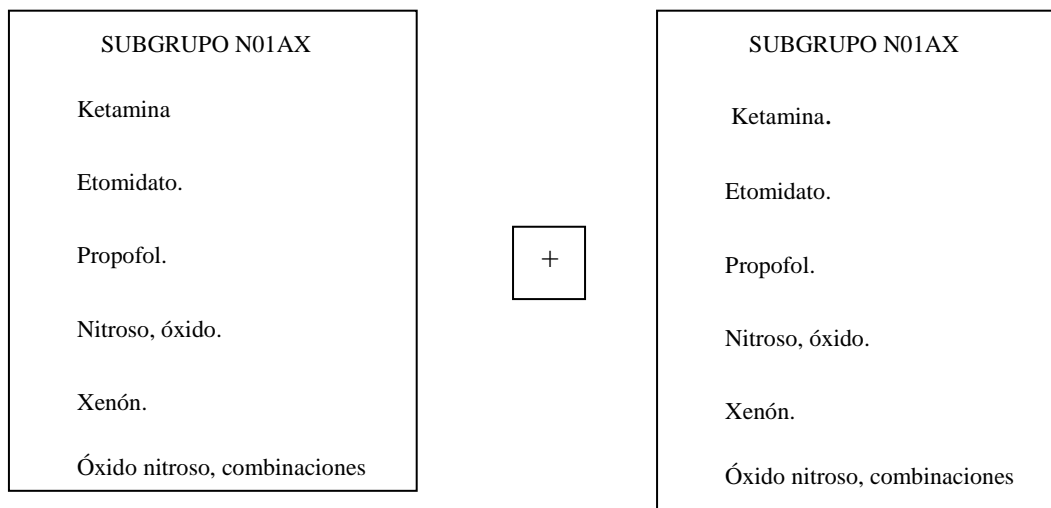 SUBGRUPO N01AX
Ketamina
Etomidato.
Propofol.
Nitroso, óxido.
Xenón.
Óxido nitroso, combinaciones
+
SUBGRUPO N01AX
Ketamina.
Etomidato.
Propofol.
Nitroso, óxido.
Xenón.
Óxido nitroso, combinaciones